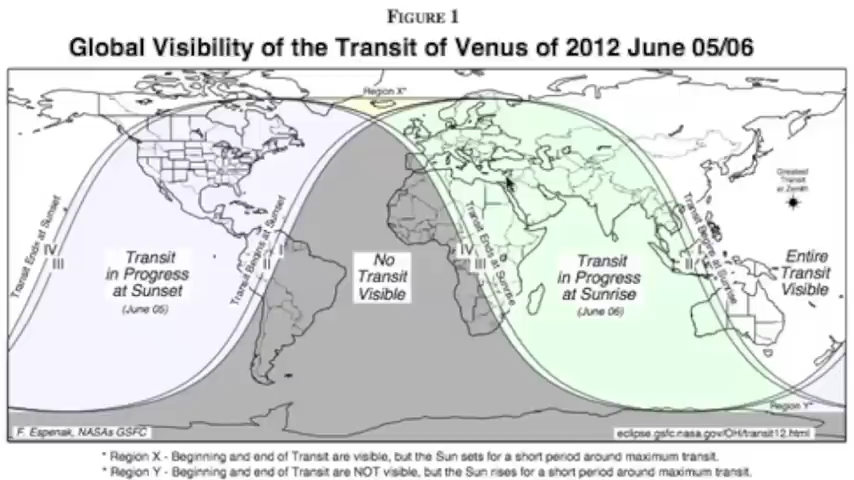 FIGURE 1
Global Visibility of the Transit of Venus of 2012 June 05/06
Region X*
Greatest
Transit
at Zenith
Transit Ends at Sunset
IV
III
Transit
in Progress
at Sunset
(June 05)
Transit Begins at Sunset
I
II
No
Transit
Visible
IV
III
Transit Ends at Sunrise
Transit
in Progress
at Sunrise
(June 06)
Transit Begins at Sunrise
II
Entire
Transit
Visible
Region Y*
F. Espenak, NASAs GSFC
eclipse.gsfc.nasa.gov/OH/transit12.html
* Region X - Beginning and end of Transit are visible, but the Sun sets for a short period around maximum transit.
* Region Y - Beginning and end of Transit are NOT visible, but the Sun rises for a short period around maximum transit.